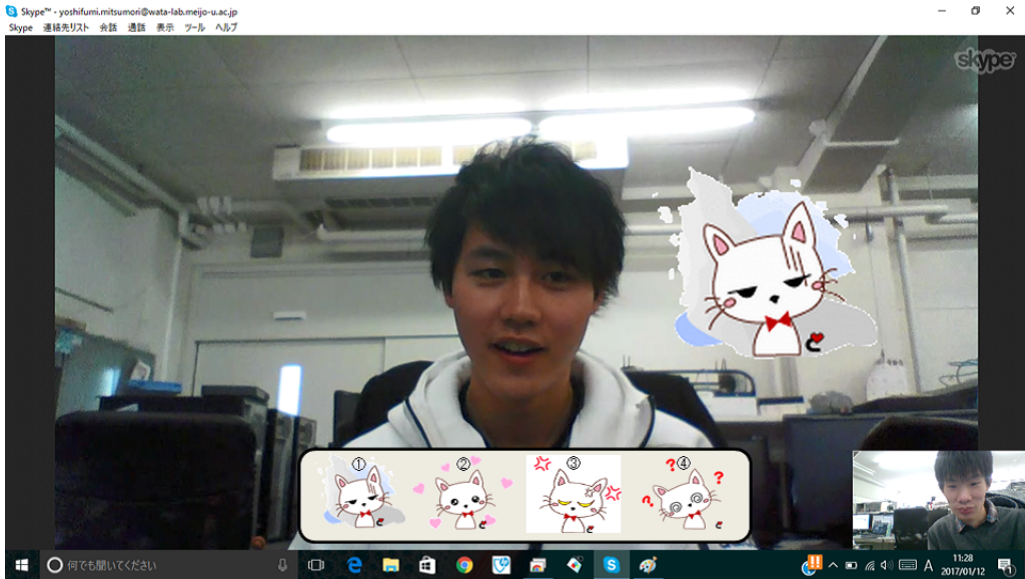 Skype™ - yoshifumi.mitsumori@wata-lab.meijo-u.ac.jp
Skype 連絡先リスト 会話 通話 表示 ツール ヘルプ
skype
① ② ③ ④
? ? ?
何でも聞いてください
A
11:28
2017/01/12
1